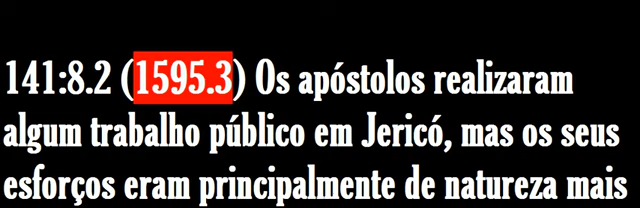 141:8.2 (1595.3) Os apóstolos realizaram
algum trabalho público em Jericó, mas os seus
esforços eram principalmente de natureza mais